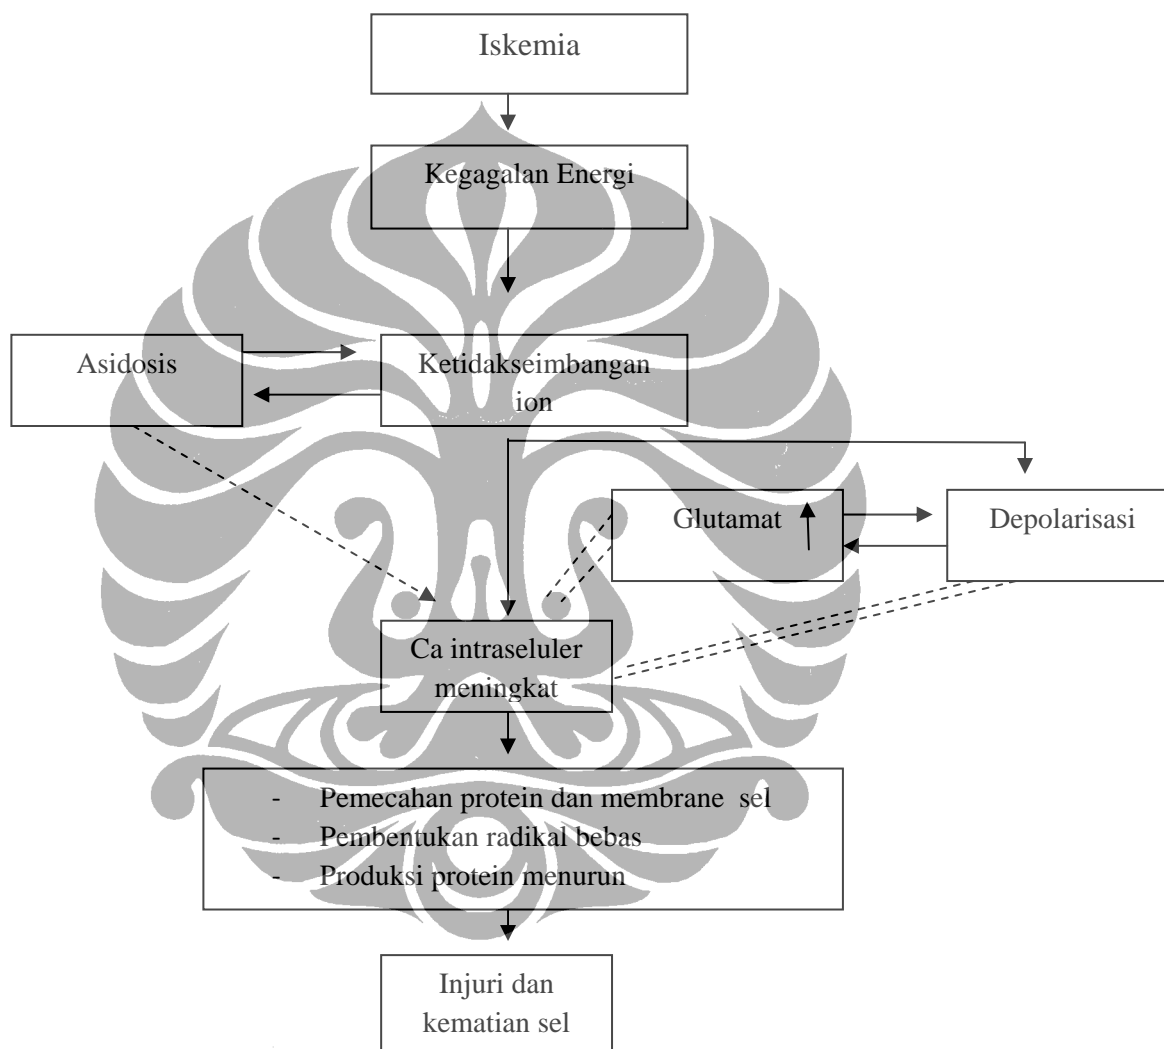 Iskemia
Kegagalan Energi
Asidosis
Ketidakseimbangan
ion
Glutamat
Depolarisasi
Ca intraseluler
meningkat
- Pemecahan protein dan membrane sel
- Pembentukan radikal bebas
- Produksi protein menurun
Injuri dan
kematian sel